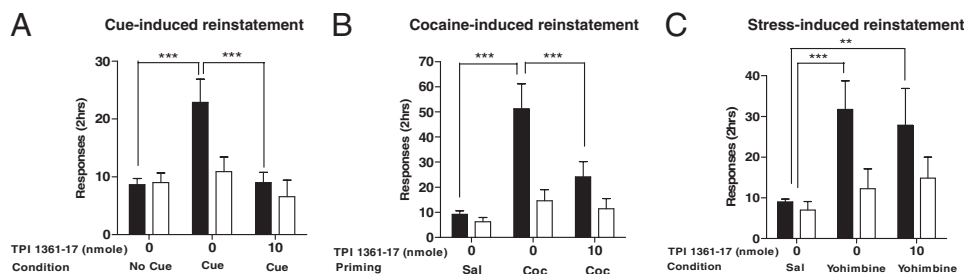 A
Cue-induced reinstatement
***
***
30
20
10
0
Responses (2hrs)
TPI 1361-17 (nmole)
0
0
10
Condition
No Cue
Cue
Cue
B
Cocaine-induced reinstatement
***
***
70
60
50
40
30
20
10
0
Responses (2hrs)
TPI 1361-17 (nmole)
0
0
10
Priming
Sal
Coc
Coc
C
Stress-induced reinstatement
**
***
50
40
30
20
10
0
Responses (2hrs)
TPI 1361-17 (nmole)
0
0
10
Condition
Sal
Yohimbine
Yohimbine